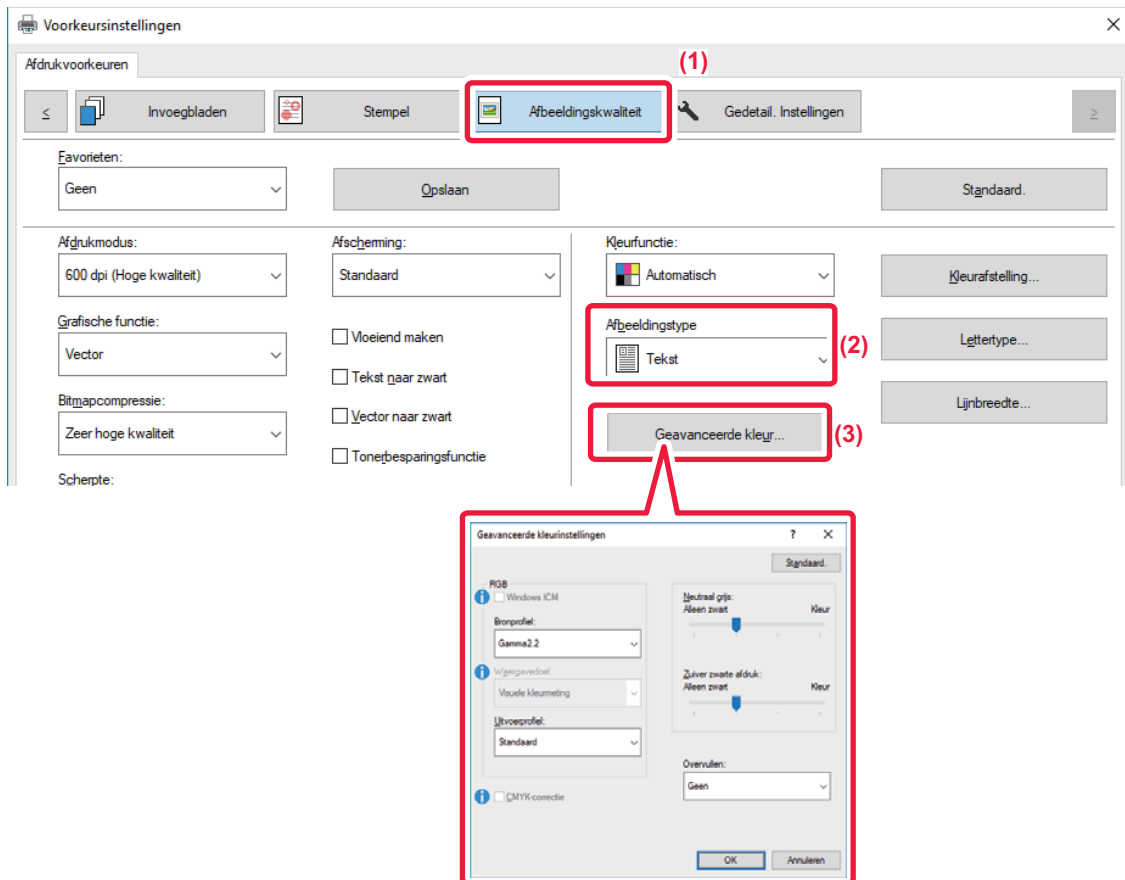 Voorkeursinstellingen
Afdrukvoorkeuren
(1)
<
Invoegbladen
Stempel
Afbeeldingskwaliteit
Gedetail. Instellingen
>
Favorieten:
Geen
Opslaan
Standaard.
Afdrukmodus:
600 dpi (Hoge kwaliteit)
Afscherming:
Standaard
Kleurfunctie:
Automatisch
Kleurafstelling...
Grafische functie:
Vector
Vloeiend maken
Tekst naar zwart
Vector naar zwart
Tonerbesparingsfunctie
Afbeeldingstype
Tekst
(2)
Lettertype...
Bitmapcompressie:
Zeer hoge kwaliteit
Geavanceerde kleur...
(3)
Lijnbreedte...
Scherpte:
Geavanceerde kleurinstellingen
?
Standaard.
RGB
Windows ICM
Bronprofiel:
Gamma2.2
Weergavedoel
Visuele kleurmeting
Uitvoerprofiel:
Standaard
CMYK-correctie
Neutraal grijs:
Alleen zwart Kleur
Zuiver zwarte afdruk:
Alleen zwart Kleur
Overvullen:
Geen
OK
Annuleren